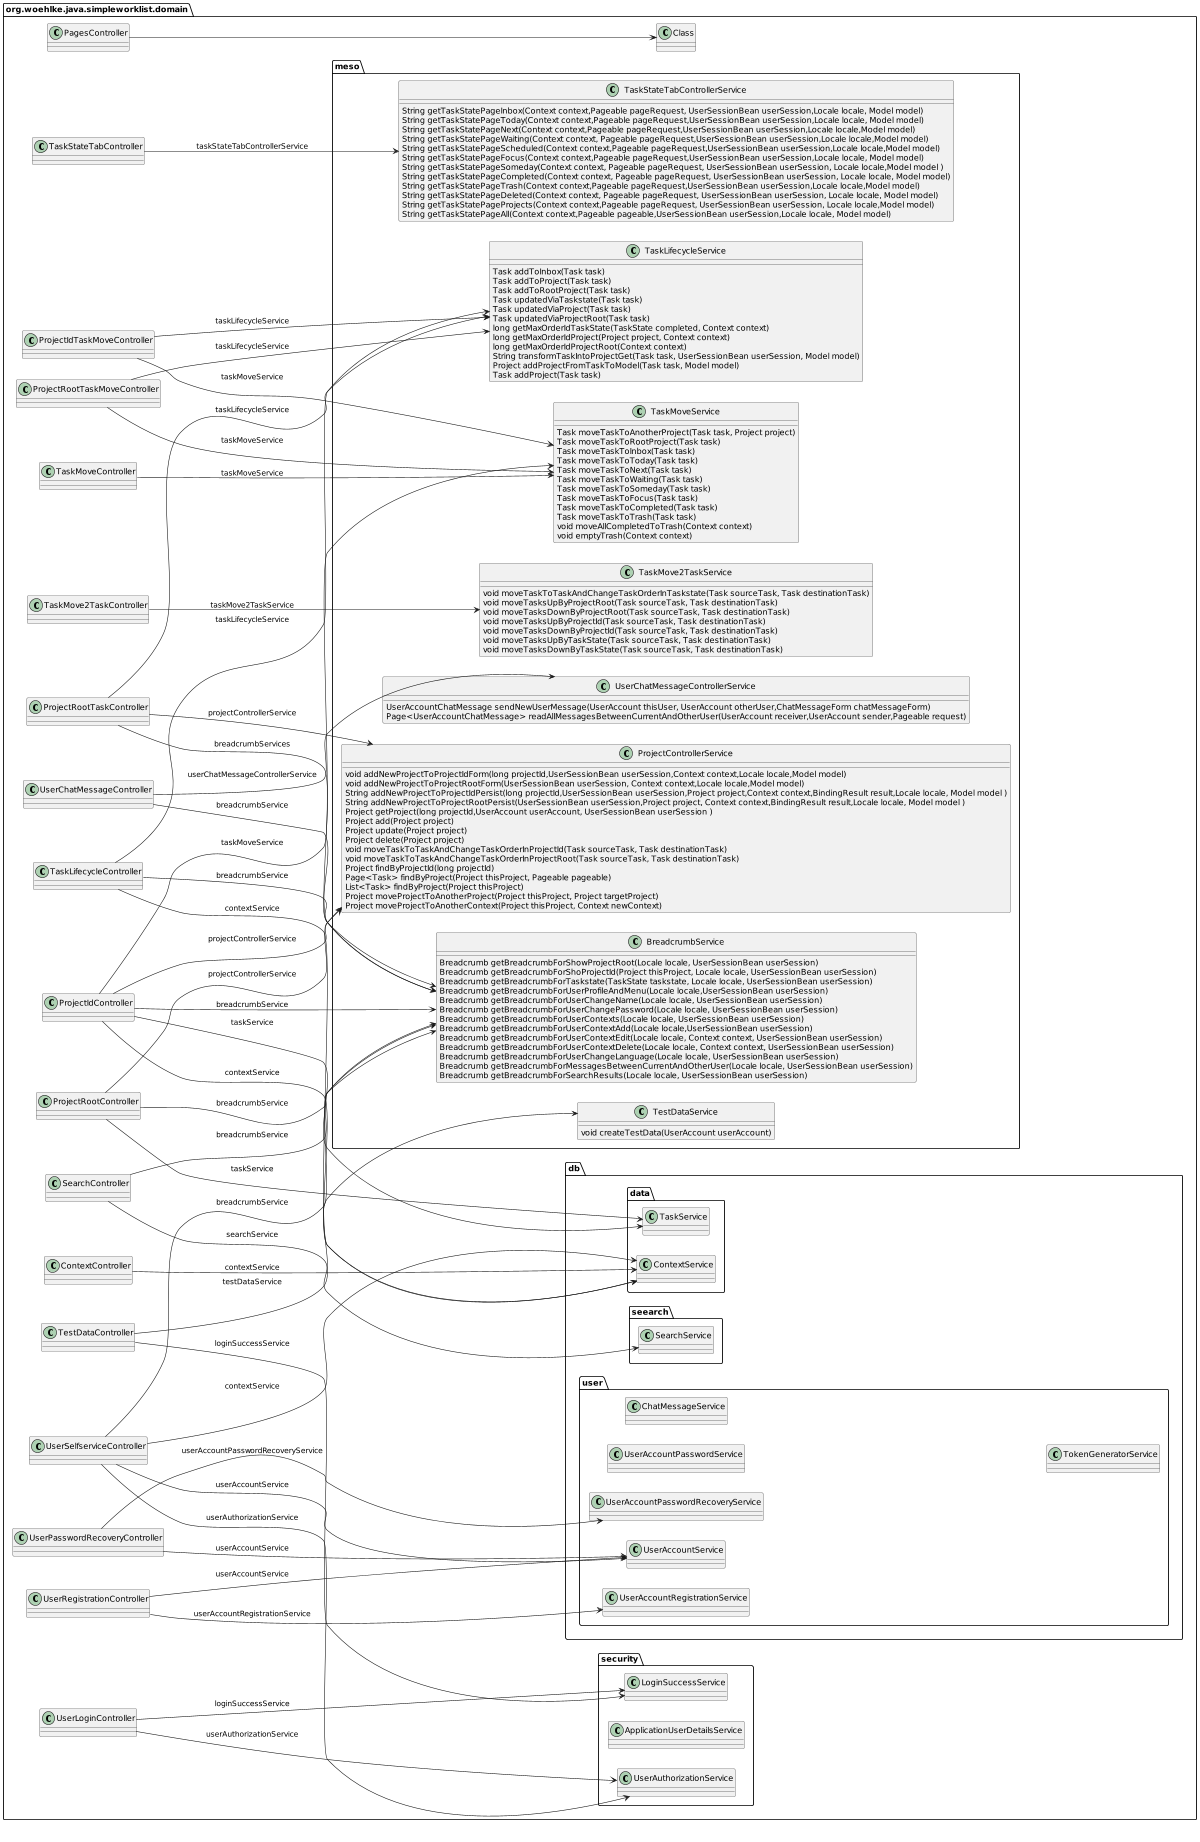 org.woehlke.java.simpleworklist.domain
PagesController
Class
meso
TaskStateTabController
taskStateTabControllerService
TaskStateTabControllerService
String getTaskStatePageInbox(Context context,Pageable pageRequest, UserSessionBean userSession,Locale locale, Model model)
String getTaskStatePageToday(Context context,Pageable pageRequest,UserSessionBean userSession,Locale locale, Model model)
String getTaskStatePageNext(Context context,Pageable pageRequest,UserSessionBean userSession,Locale locale,Model model)
String getTaskStatePageWaiting(Context context, Pageable pageRequest,UserSessionBean userSession,Locale locale,Model model)
String getTaskStatePageScheduled(Context context,Pageable pageRequest,UserSessionBean userSession,Locale locale,Model model)
String getTaskStatePageFocus(Context context,Pageable pageRequest,UserSessionBean userSession,Locale locale, Model model)
String getTaskStatePageSomeday(Context context, Pageable pageRequest, UserSessionBean userSession, Locale locale,Model model )
String getTaskStatePageCompleted(Context context, Pageable pageRequest, UserSessionBean userSession, Locale locale, Model model)
String getTaskStatePageTrash(Context context,Pageable pageRequest,UserSessionBean userSession,Locale locale,Model model)
String getTaskStatePageDeleted(Context context, Pageable pageRequest, UserSessionBean userSession, Locale locale, Model model)
String getTaskStatePageProjects(Context context,Pageable pageRequest, UserSessionBean userSession, Locale locale,Model model)
String getTaskStatePageAll(Context context,Pageable pageable,UserSessionBean userSession,Locale locale, Model model)
TaskLifecycleService
Task addToInbox(Task task)
Task addToProject(Task task)
Task addToRootProject(Task task)
Task updatedViaTaskstate(Task task)
Task updatedViaProject(Task task)
Task updatedViaProjectRoot(Task task)
long getMaxOrderIdTaskState(TaskState completed, Context context)
long getMaxOrderIdProject(Project project, Context context)
long getMaxOrderIdProjectRoot(Context context)
String transformTaskIntoProjectGet(Task task, UserSessionBean userSession, Model model)
Project addProjectFromTaskToModel(Task task, Model model)
Task addProject(Task task)
ProjectIdTaskMoveController
taskLifecycleService
ProjectRootTaskMoveController
taskLifecycleService
taskMoveService
taskLifecycleService
taskMoveService
TaskMoveController
taskMoveService
TaskMoveService
Task moveTaskToAnotherProject(Task task, Project project)
Task moveTaskToRootProject(Task task)
Task moveTaskToInbox(Task task)
Task moveTaskToToday(Task task)
Task moveTaskToNext(Task task)
Task moveTaskToWaiting(Task task)
Task moveTaskToSomeday(Task task)
Task moveTaskToFocus(Task task)
Task moveTaskToCompleted(Task task)
Task moveTaskToTrash(Task task)
void moveAllCompletedToTrash(Context context)
void emptyTrash(Context context)
TaskMove2TaskController
taskMove2TaskService
taskLifecycleService
TaskMove2TaskService
void moveTaskToTaskAndChangeTaskOrderInTaskstate(Task sourceTask, Task destinationTask)
void moveTasksUpByProjectRoot(Task sourceTask, Task destinationTask)
void moveTasksDownByProjectRoot(Task sourceTask, Task destinationTask)
void moveTasksUpByProjectId(Task sourceTask, Task destinationTask)
void moveTasksDownByProjectId(Task sourceTask, Task destinationTask)
void moveTasksUpByTaskState(Task sourceTask, Task destinationTask)
void moveTasksDownByTaskState(Task sourceTask, Task destinationTask)
UserChatMessageControllerService
UserAccountChatMessage sendNewUserMessage(UserAccount thisUser, UserAccount otherUser,ChatMessageForm chatMessageForm)
Page<UserAccountChatMessage> readAllMessagesBetweenCurrentAndOtherUser(UserAccount receiver,UserAccount sender,Pageable request)
ProjectRootTaskController
projectControllerService
breadcrumbServices
UserChatMessageController
userChatMessageControllerService
breadcrumbService
ProjectControllerService
void addNewProjectToProjectIdForm(long projectId,UserSessionBean userSession,Context context,Locale locale,Model model)
void addNewProjectToProjectRootForm(UserSessionBean userSession, Context context,Locale locale,Model model)
String addNewProjectToProjectIdPersist(long projectId,UserSessionBean userSession,Project project,Context context,BindingResult result,Locale locale, Model model )
String addNewProjectToProjectRootPersist(UserSessionBean userSession,Project project, Context context,BindingResult result,Locale locale, Model model )
Project getProject(long projectId,UserAccount userAccount, UserSessionBean userSession )
Project add(Project project)
Project update(Project project)
Project delete(Project project)
void moveTaskToTaskAndChangeTaskOrderInProjectId(Task sourceTask, Task destinationTask)
void moveTaskToTaskAndChangeTaskOrderInProjectRoot(Task sourceTask, Task destinationTask)
Project findByProjectId(long projectId)
Page<Task> findByProject(Project thisProject, Pageable pageable)
List<Task> findByProject(Project thisProject)
Project moveProjectToAnotherProject(Project thisProject, Project targetProject)
Project moveProjectToAnotherContext(Project thisProject, Context newContext)
taskMoveService
TaskLifecycleController
breadcrumbService
contextService
projectControllerService
projectControllerService
ProjectIdController
breadcrumbService
taskService
contextService
BreadcrumbService
Breadcrumb getBreadcrumbForShowProjectRoot(Locale locale, UserSessionBean userSession)
Breadcrumb getBreadcrumbForShoProjectId(Project thisProject, Locale locale, UserSessionBean userSession)
Breadcrumb getBreadcrumbForTaskstate(TaskState taskstate, Locale locale, UserSessionBean userSession)
Breadcrumb getBreadcrumbForUserProfileAndMenu(Locale locale,UserSessionBean userSession)
Breadcrumb getBreadcrumbForUserChangeName(Locale locale, UserSessionBean userSession)
Breadcrumb getBreadcrumbForUserChangePassword(Locale locale, UserSessionBean userSession)
Breadcrumb getBreadcrumbForUserContexts(Locale locale, UserSessionBean userSession)
Breadcrumb getBreadcrumbForUserContextAdd(Locale locale,UserSessionBean userSession)
Breadcrumb getBreadcrumbForUserContextEdit(Locale locale, Context context, UserSessionBean userSession)
Breadcrumb getBreadcrumbForUserContextDelete(Locale locale, Context context, UserSessionBean userSession)
Breadcrumb getBreadcrumbForUserChangeLanguage(Locale locale, UserSessionBean userSession)
Breadcrumb getBreadcrumbForMessagesBetweenCurrentAndOtherUser(Locale locale, UserSessionBean userSession)
Breadcrumb getBreadcrumbForSearchResults(Locale locale, UserSessionBean userSession)
ProjectRootController
breadcrumbService
TestDataService
void createTestData(UserAccount userAccount)
breadcrumbService
taskService
SearchController
breadcrumbService
searchService
db
data
TaskService
ContextService
ContextController
contextService
testDataService
TestDataController
loginSuccessService
seearch
SearchService
contextService
user
ChatMessageService
UserSelfserviceController
userAccountPasswordRecoveryService
UserAccountPasswordService
TokenGeneratorService
userAccountService
UserAccountPasswordRecoveryService
userAuthorizationService
UserPasswordRecoveryController
userAccountService
UserAccountService
userAccountService
UserRegistrationController
userAccountRegistrationService
UserAccountRegistrationService
security
LoginSuccessService
UserLoginController
loginSuccessService
userAuthorizationService
ApplicationUserDetailsService
UserAuthorizationService